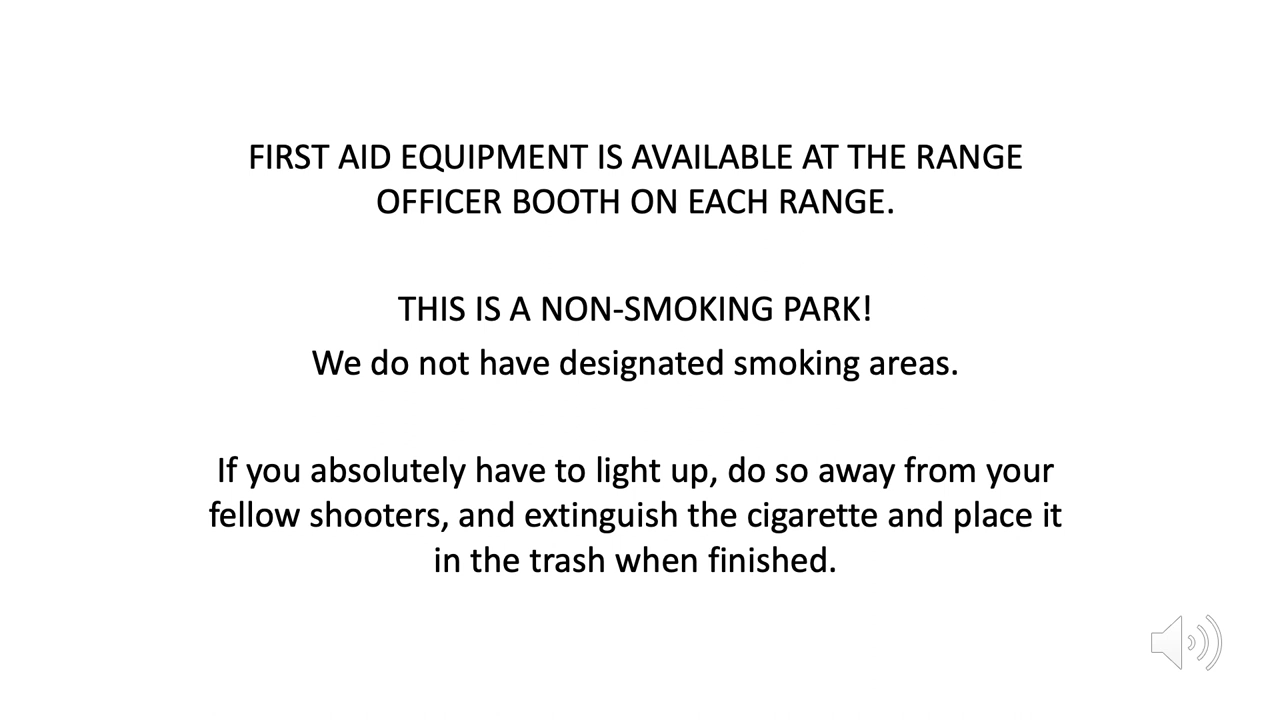 FIRST AID EQUIPMENT IS AVAILABLE AT THE RANGE
OFFICER BOOTH ON EACH RANGE.
THIS IS A NON-SMOKING PARK!
We do not have designated smoking areas.
If you absolutely have to light up, do so away from your
fellow shooters, and extinguish the cigarette and place it
in the trash when finished.